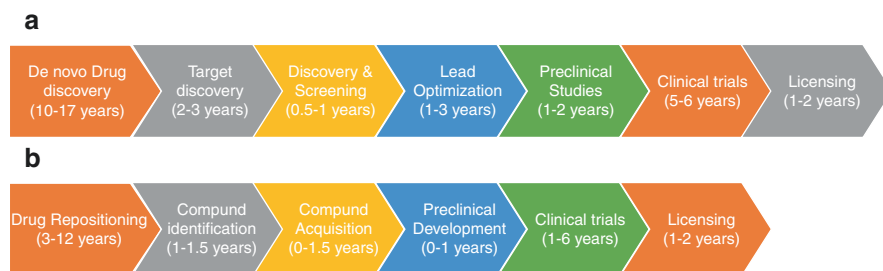 a
De novo Drug
discovery
(10-17 years)
Target
discovery
(2-3 years)
Discovery &
Screening
(0.5-1 years)
Lead
Optimization
(1-3 years)
Preclinical
Studies
(1-2 years)
Clinical trials
(5-6 years)
Licensing
(1-2 years)
b
Drug Repositioning
(3-12 years)
Compund
identification
(1-1.5 years)
Compund
Acquisition
(0-1.5 years)
Preclinical
Development
(0-1 years)
Clinical trials
(1-6 years)
Licensing
(1-2 years)